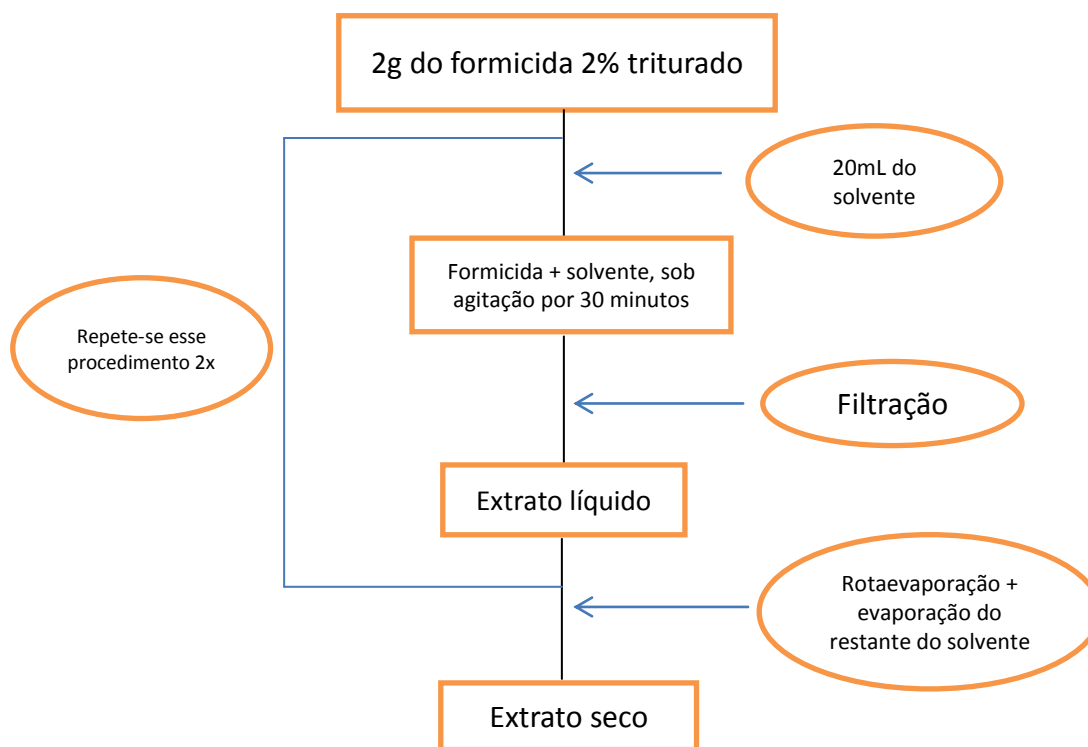 2g do formicida 2% triturado
20mL do
solvente
Formicida + solvente, sob
agitação por 30 minutos
Repete-se esse
procedimento 2x
Filtração
Extrato líquido
Rotaevaporação +
evaporação do
restante do solvente
Extrato seco